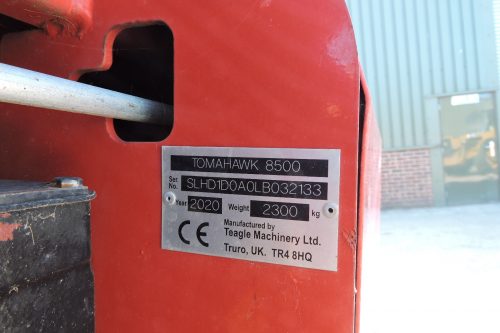 TOMAHAWK 8500
Ser. No. SLHD1D0A0LB032133
Year 2020 Weight 2300 kg
CE Manufactured by
Teagle Machinery Ltd.
Truro, UK. TR4 8HQ